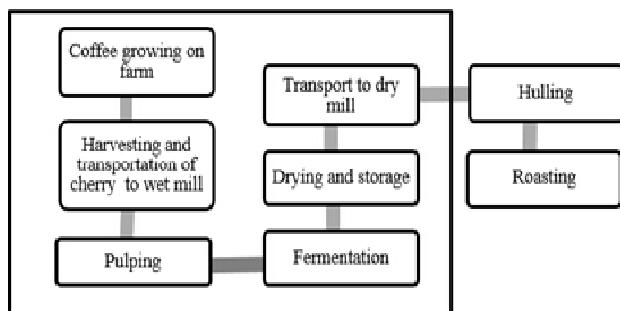 Coffee growing on
farm
Harvesting and
transportation of
cherry to wet mill
Pulping
Fermentation
Drying and storage
Transport to dry
mill
Hulling
Roasting